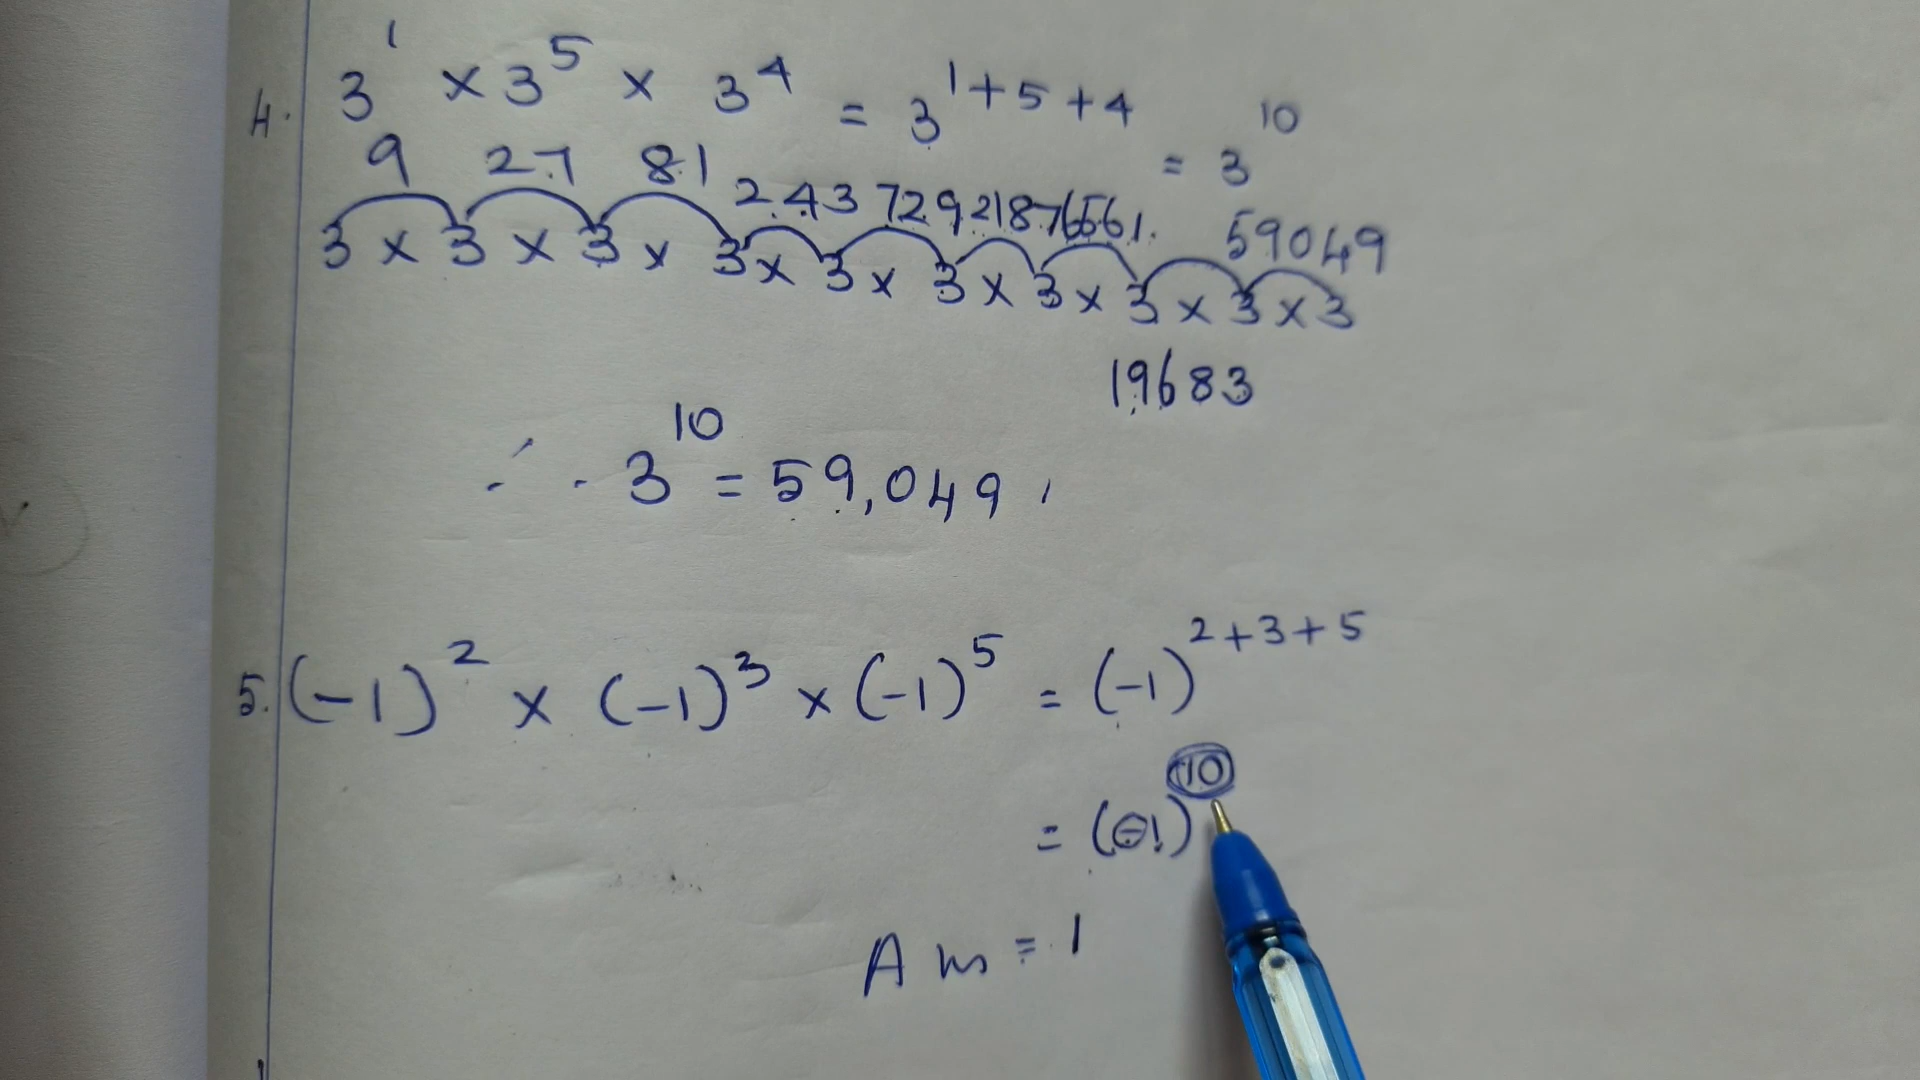 4. 3¹ × 3⁵ × 3⁴ = 3¹⁺⁵⁺⁴
= 3¹⁰
9 27 81 243 729 2187 6561 59049
3 × 3 × 3 × 3 × 3 × 3 × 3 × 3 × 3 × 3
19683
∴ 3¹⁰ = 59,049
5. (-1)² × (-1)³ × (-1)⁵ = (-1)²⁺³⁺⁵
= (-1)¹⁰
Ans = 1